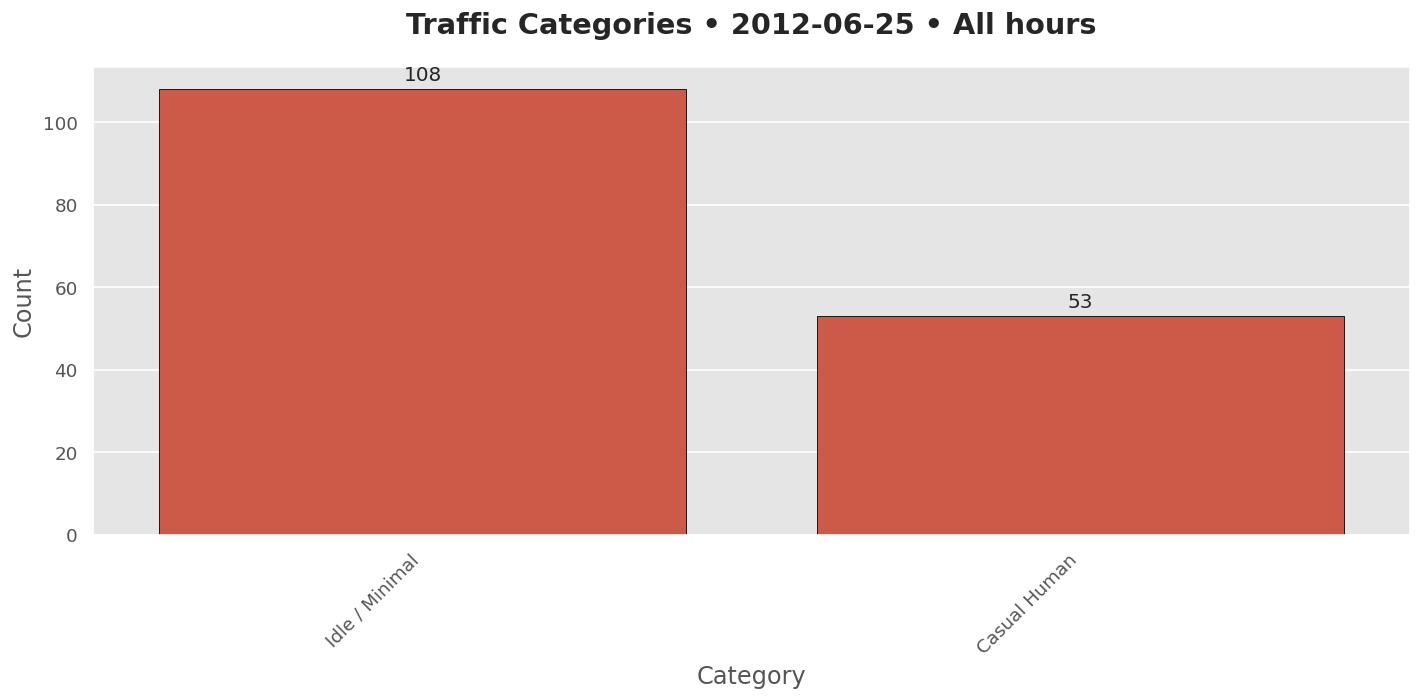 Traffic Categories • 2012-06-25 • All hours
108
100
80
60
53
40
20
0
Count
Idle / Minimal
Casual Human
Category